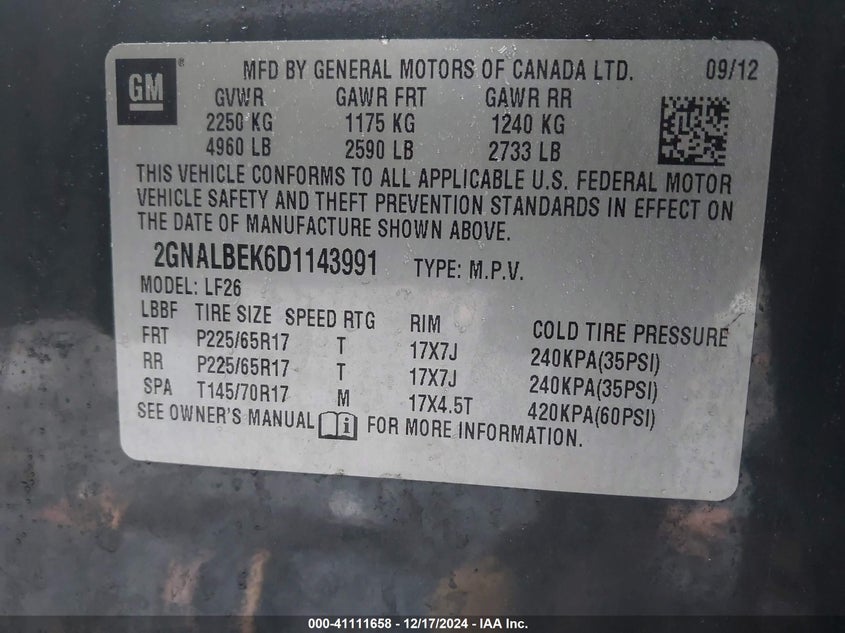 GM ® MFD BY GENERAL MOTORS OF CANADA LTD. 09/12
GVWR GAWR FRT GAWR RR
2250 KG 1175 KG 1240 KG
4960 LB 2590 LB 2733 LB
THIS VEHICLE CONFORMS TO ALL APPLICABLE U.S. FEDERAL MOTOR
VEHICLE SAFETY AND THEFT PREVENTION STANDARDS IN EFFECT ON
THE DATE OF MANUFACTURE SHOWN ABOVE.
2GNALBEK6D1143991 TYPE: M.P.V.
MODEL: LF26
LBBF TIRE SIZE SPEED RTG RIM COLD TIRE PRESSURE
FRT P225/65R17 T 17X7J 240KPA(35PSI)
RR P225/65R17 T 17X7J 240KPA(35PSI)
SPA T145/70R17 M 17X4.5T 420KPA(60PSI)
SEE OWNER'S MANUAL i FOR MORE INFORMATION.
000-41111658 - 12/17/2024 - IAA Inc.